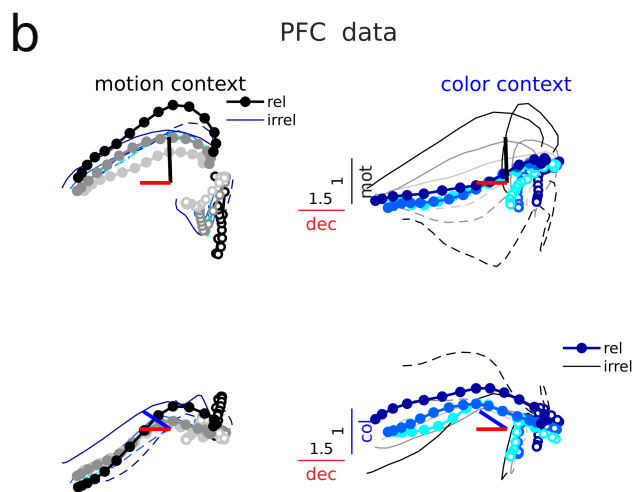 b
PFC data
motion context
rel
irrel
color context
1
mot
1.5
dec
rel
irrel
1
col
1.5
dec